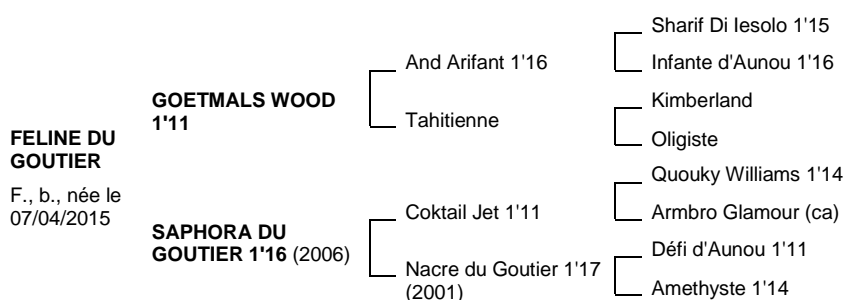 FELINE DU
GOUTIER
F., b., née le
07/04/2015
GOETMALS WOOD
1'11
SAPHORA DU
GOUTIER 1'16 (2006)
And Arifant 1'16
Tahitienne
Coktail Jet 1'11
Nacre du Goutier 1'17
(2001)
Sharif Di Iesolo 1'15
Infante d'Aunou 1'16
Kimberland
Oligiste
Quouky Williams 1'14
Armbro Glamour (ca)
Défi d'Aunou 1'11
Amethyste 1'14